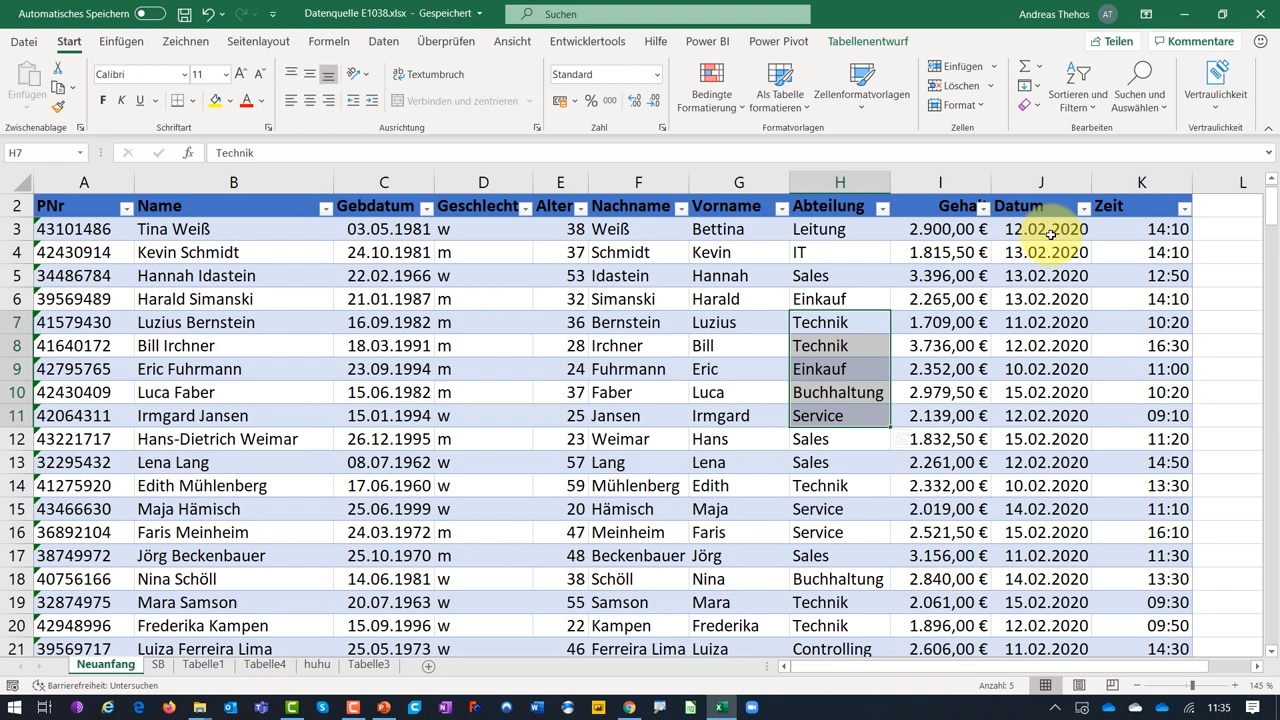 Automatisches Speichern
Datenquelle E1038.xlsx - Gespeichert
Suchen
Andreas Thehos AT
Datei Start Einfügen Zeichnen Seitenlayout Formeln Daten Überprüfen Ansicht Entwicklertools Hilfe Power BI Power Pivot Tabellenentwurf Teilen Kommentare
Einfügen
Calibri 11
F K U
Textumbruch
Verbinden und zentrieren
Standard
% 000
Bedingte Formatierung
Als Tabelle formatieren
Zellenformatvorlagen
Einfügen
Löschen
Format
Sortieren und Filtern
Suchen und Auswählen
Vertraulichkeit
Zwischenablage Schriftart Ausrichtung Zahl Formatvorlagen Zellen Bearbeiten Vertraulichkeit
H7 fx Technik
A B C D E F G H I J K L
2 PNr Name Gebdatum Geschlecht Alter Nachname Vorname Abteilung Gehalt Datum Zeit
3 43101486 Tina Weiß 03.05.1981 w 38 Weiß Bettina Leitung 2.900,00 € 12.02.2020 14:10
4 42430914 Kevin Schmidt 24.10.1981 m 37 Schmidt Kevin IT 1.815,50 € 13.02.2020 11:20
5 34486784 Hannah Idastein 22.02.1966 w 53 Idastein Hannah Sales 3.396,00 € 13.02.2020 12:50
6 39569489 Harald Simanski 21.01.1987 m 32 Simanski Harald Einkauf 2.265,00 € 13.02.2020 14:10
7 41579430 Luzius Bernstein 16.09.1982 m 36 Bernstein Luzius Technik 1.709,00 € 11.02.2020 10:20
8 41640172 Bill Irchner 18.03.1991 m 28 Irchner Bill Technik 3.736,00 € 12.02.2020 16:30
9 42795765 Eric Fuhrmann 23.09.1994 m 24 Fuhrmann Eric Einkauf 2.352,00 € 10.02.2020 11:00
10 42430409 Luca Faber 15.06.1982 m 37 Faber Luca Buchhaltung 2.979,50 € 12.02.2020 10:20
11 42064311 Irmgard Jansen 15.01.1994 w 25 Jansen Irmgard Service 2.139,00 € 12.02.2020 09:10
12 43221717 Hans-Dietrich Weimar 26.12.1995 m 23 Weimar Hans Sales 1.832,50 € 15.02.2020 11:20
13 32295432 Lena Lang 08.07.1962 w 57 Lang Lena Sales 2.261,00 € 12.02.2020 14:50
14 41275920 Edith Mühlenberg 17.06.1960 w 59 Mühlenberg Edith Technik 2.332,00 € 10.02.2020 13:30
15 43466630 Maja Hämisch 25.06.1999 w 20 Hämisch Maja Service 2.019,00 € 14.02.2020 11:10
16 36892104 Faris Meinheim 24.03.1972 m 47 Meinheim Faris Service 2.521,50 € 15.02.2020 16:10
17 38749972 Jörg Beckenbauer 25.10.1970 m 48 Beckenbauer Jörg Sales 3.156,00 € 11.02.2020 11:30
18 40756166 Nina Schöll 14.06.1981 w 38 Schöll Nina Buchhaltung 2.840,00 € 14.02.2020 13:30
19 32874975 Mara Samson 20.07.1963 w 55 Samson Mara Technik 2.061,00 € 15.02.2020 09:30
20 42948996 Frederika Kampen 15.09.1996 w 22 Kampen Frederika Technik 1.896,00 € 12.02.2020 09:50
21 39569717 Luiza Ferreira Lima 28.02.1973 w 46 Ferreira Lima Luiza Controlling 2.606,00 € 11.02.2020 14:30
Neuanfang SB Tabelle1 Tabelle4 huhu Tabelle3
Barrierefreiheit: Untersuchen Anzahl: 5 145 %
11:35